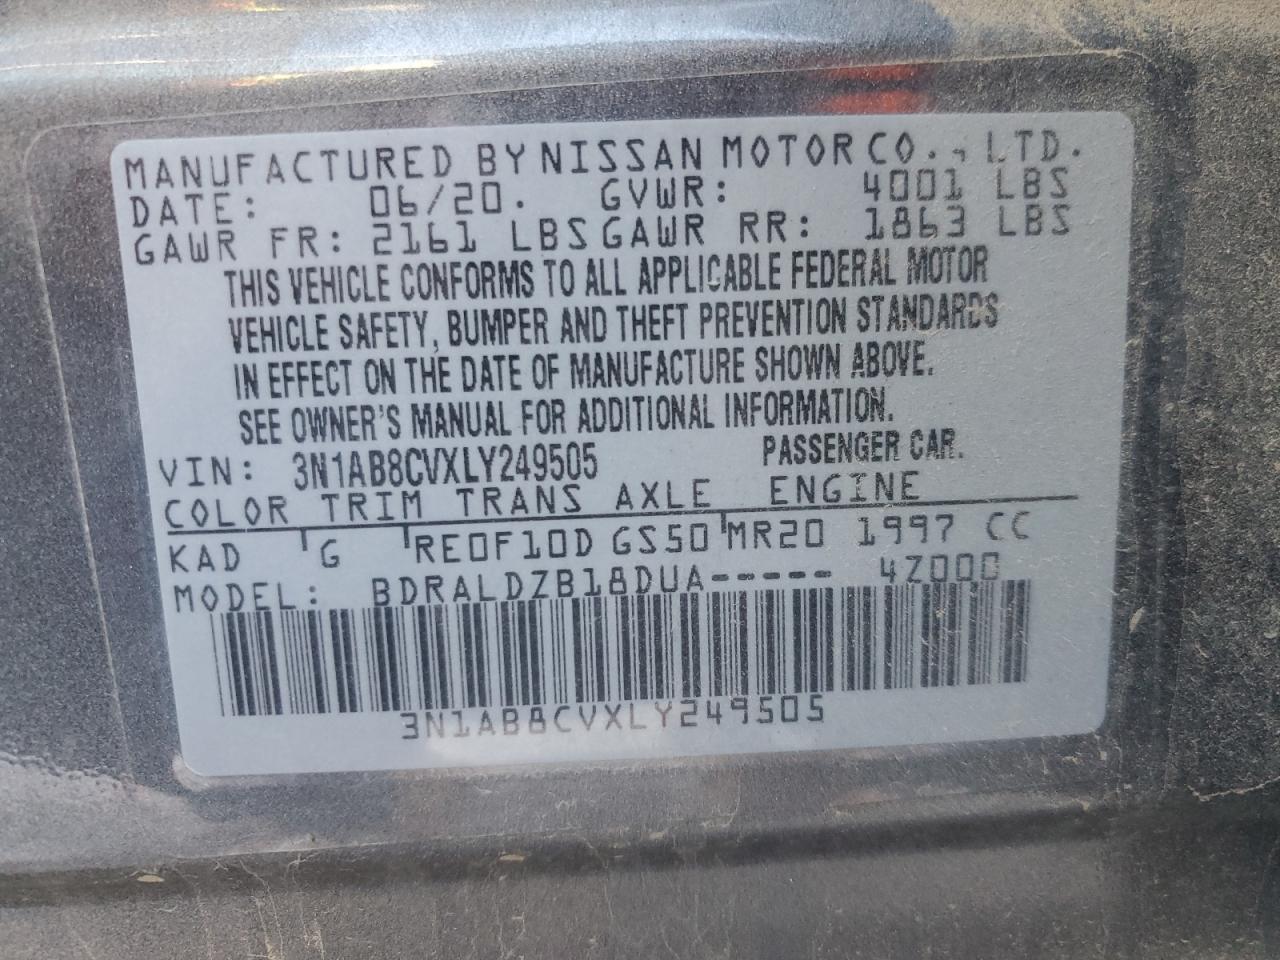 MANUFACTURED BY NISSAN MOTOR CO., LTD.
DATE: 06/20. GVWR: 4001 LBS
GAWR FR: 2161 LBS GAWR RR: 1863 LBS
THIS VEHICLE CONFORMS TO ALL APPLICABLE FEDERAL MOTOR
VEHICLE SAFETY, BUMPER AND THEFT PREVENTION STANDARDS
IN EFFECT ON THE DATE OF MANUFACTURE SHOWN ABOVE.
SEE OWNER'S MANUAL FOR ADDITIONAL INFORMATION.
VIN: 3N1AB8CVXLY249505 PASSENGER CAR.
COLOR TRIM TRANS AXLE ENGINE
KAD G RE0F10D GS50 MR20 1997 CC
MODEL: BDRALDZB18DUA----- 4Z000
3N1AB8CVXLY249505